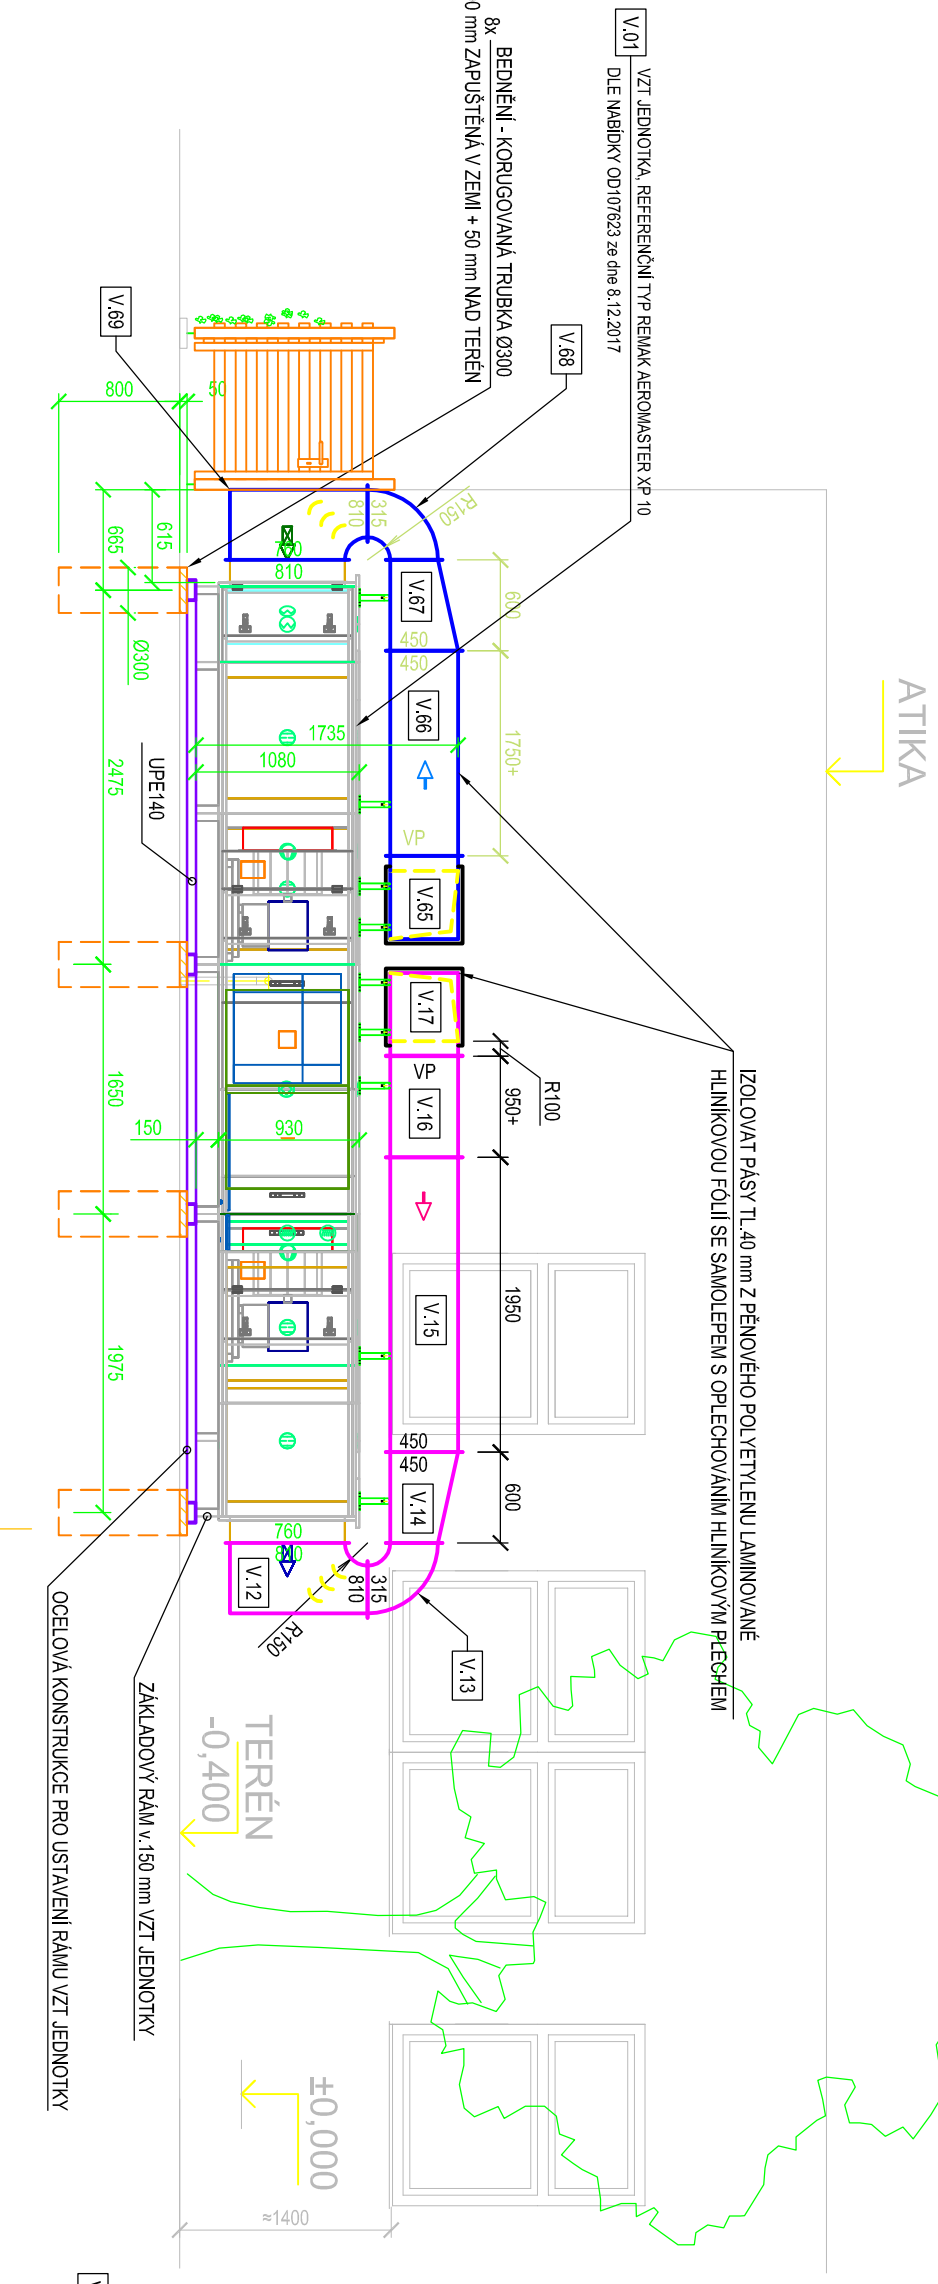 V.01
VZT JEDNOTKA, REFERENČNÍ TYP REMAK AEROMASTER XP 10
DLE NABÍDKY OD107623 ze dne 8.12.2017
8x
BEDNĚNÍ - KORUGOVANÁ TRUBKA Ø300
0 mm ZAPUŠTĚNÁ V ZEMI + 50 mm NAD TERÉN
V.68
V.69
ATIKA
IZOLOVAT PÁSY TL.40 mm Z PĚNOVÉHO POLYETYLENU LAMINOVANÉ
HLINÍKOVOU FÓLIÍ SE SAMOLEPEM S OPLECHOVÁNÍM HLINÍKOVÝM PLECHEM
600
1750+
R100
950+
1950
600
R150
315
810
V.67
450
450
V.66
VP
V.65
V.17
VP
V.16
V.15
450
450
V.14
315
810
R150
V.13
V.12
760
810
1735
1080
930
150
760
800
50
615
665
Ø300
2475
1650
1975
UPE140
ZÁKLADOVÝ RÁM v.150 mm VZT JEDNOTKY
OCELOVÁ KONSTRUKCE PRO USTAVENÍ RÁMU VZT JEDNOTKY
TERÉN
-0,400
±0,000
≈1400